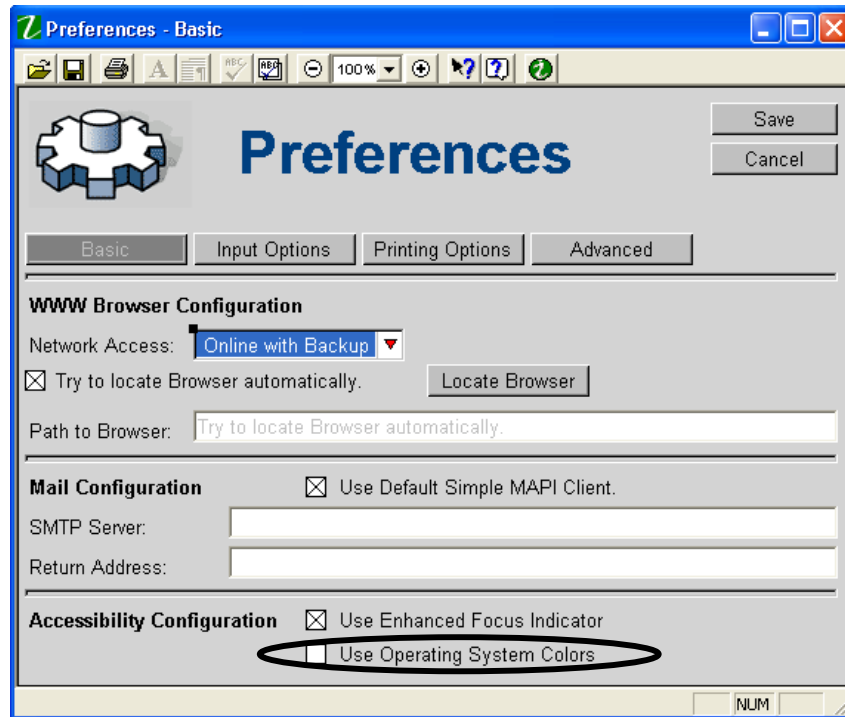 Preferences - Basic
A ABC ABC 100%
Preferences
Save
Cancel
Basic Input Options Printing Options Advanced
WWW Browser Configuration
Network Access: Online with Backup
Try to locate Browser automatically. Locate Browser
Path to Browser: Try to locate Browser automatically.
Mail Configuration Use Default Simple MAPI Client.
SMTP Server:
Return Address:
Accessibility Configuration Use Enhanced Focus Indicator
Use Operating System Colors
NUM